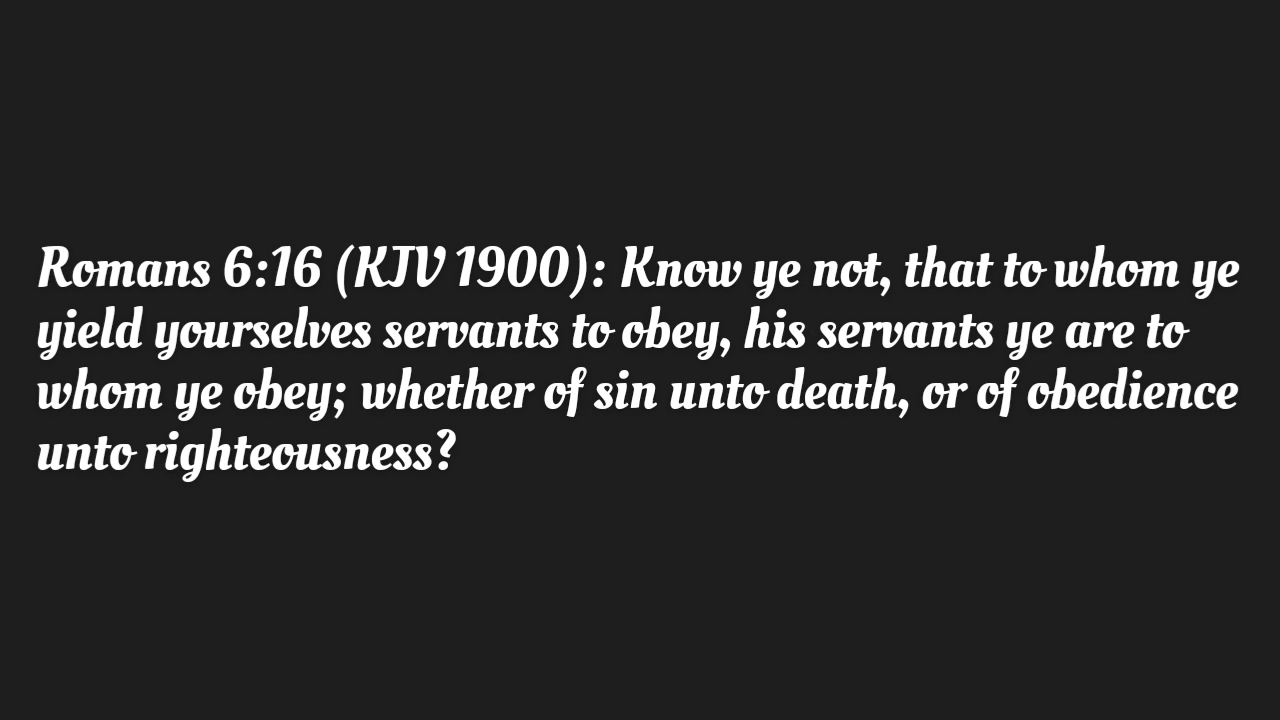 Romans 6:16 (KJV 1900): Know ye not, that to whom ye
yield yourselves servants to obey, his servants ye are to
whom ye obey; whether of sin unto death, or of obedience
unto righteousness?